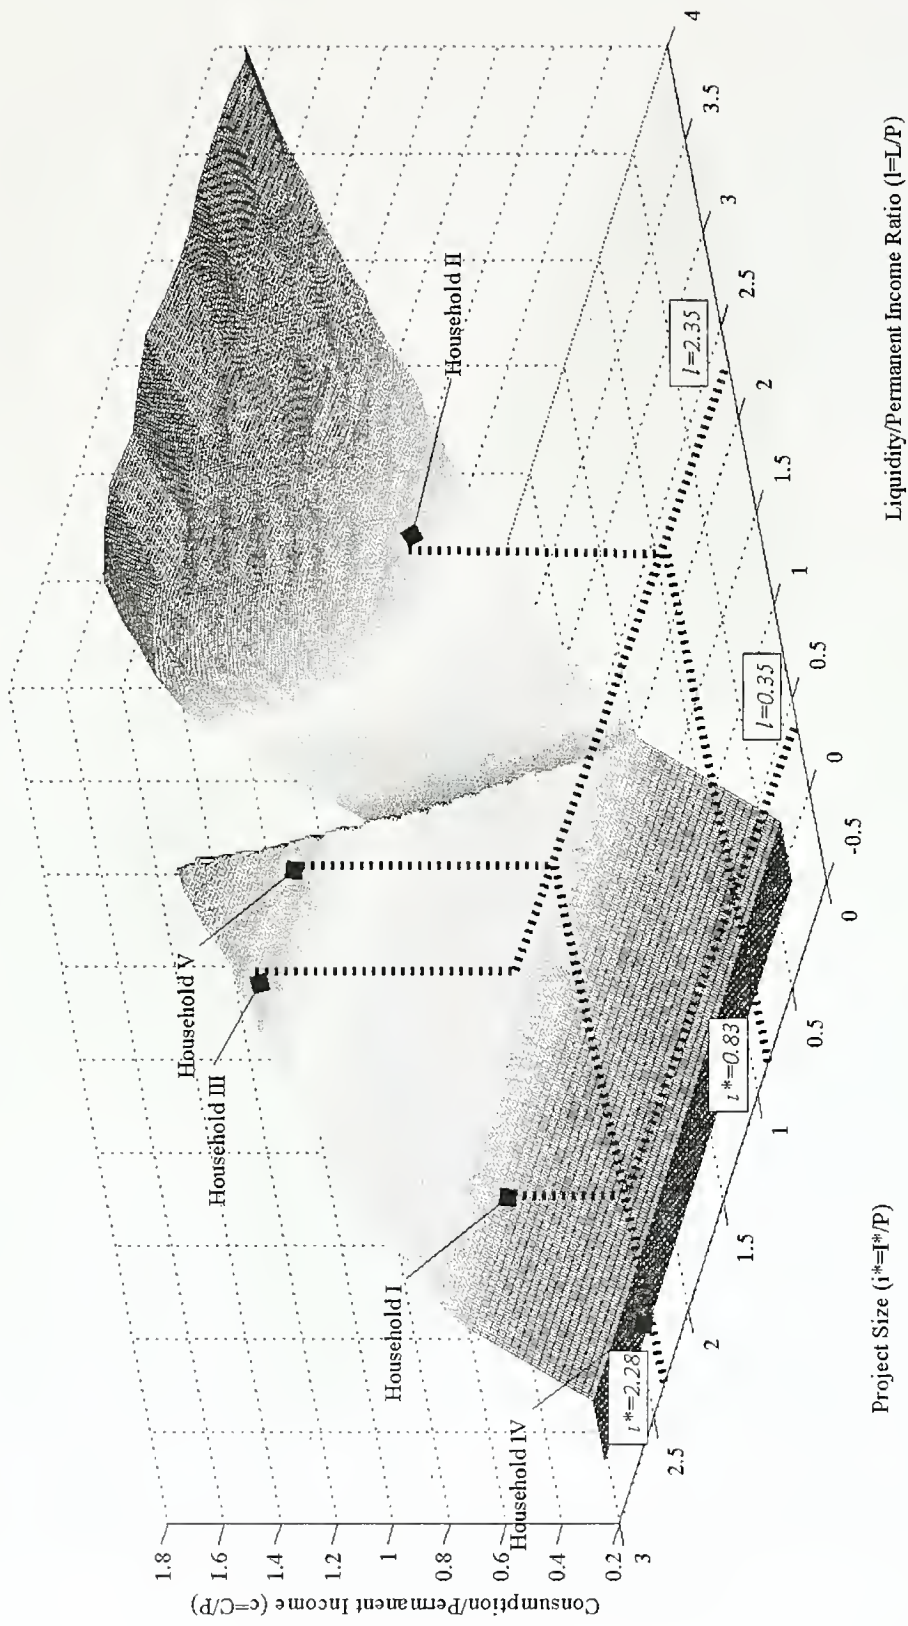 Consumption/Permanent Income (c=C/P)
1.8
1.6
1.4
1.2
1
0.8
0.6
0.4
0.2
3
2.5
2
1.5
1
0.5
0
Project Size (i*=I*/P)
-0.5
0
0.5
1
1.5
2
2.5
3
3.5
4
Liquidity/Permanent Income Ratio (l=L/P)
Household IV
Household I
Household III
Household V
Household II
ι*=2.28
ι*=0.83
l=0.35
l=2.35